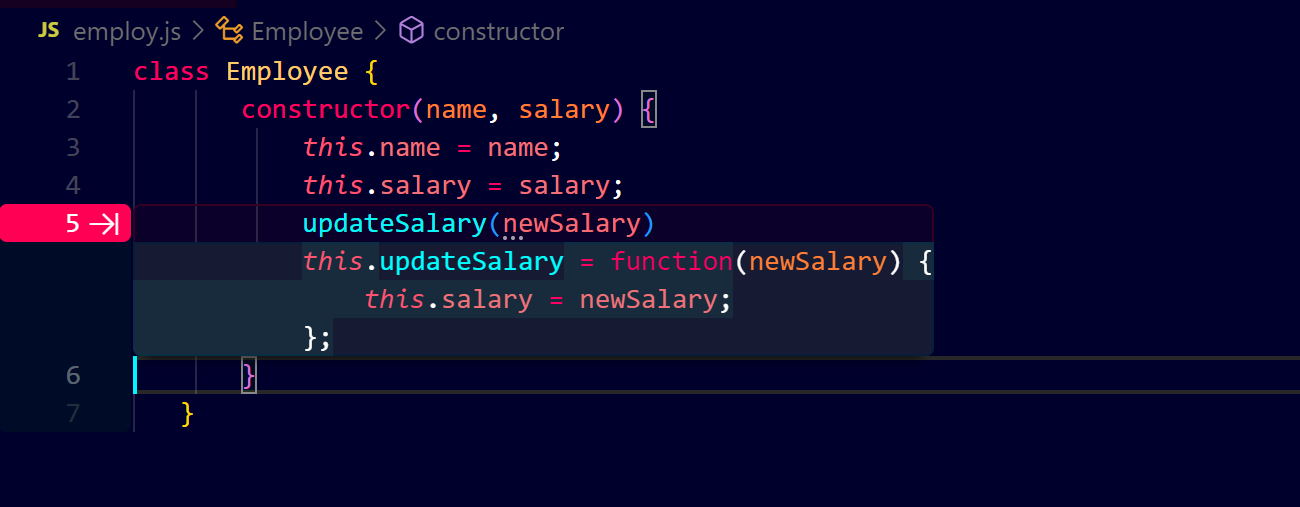 JS employ.js > Employee > constructor
1 class Employee {
2 constructor(name, salary) {
3 this.name = name;
4 this.salary = salary;
5 updateSalary(newSalary)
this.updateSalary = function(newSalary) {
this.salary = newSalary;
};
6 }
7 }